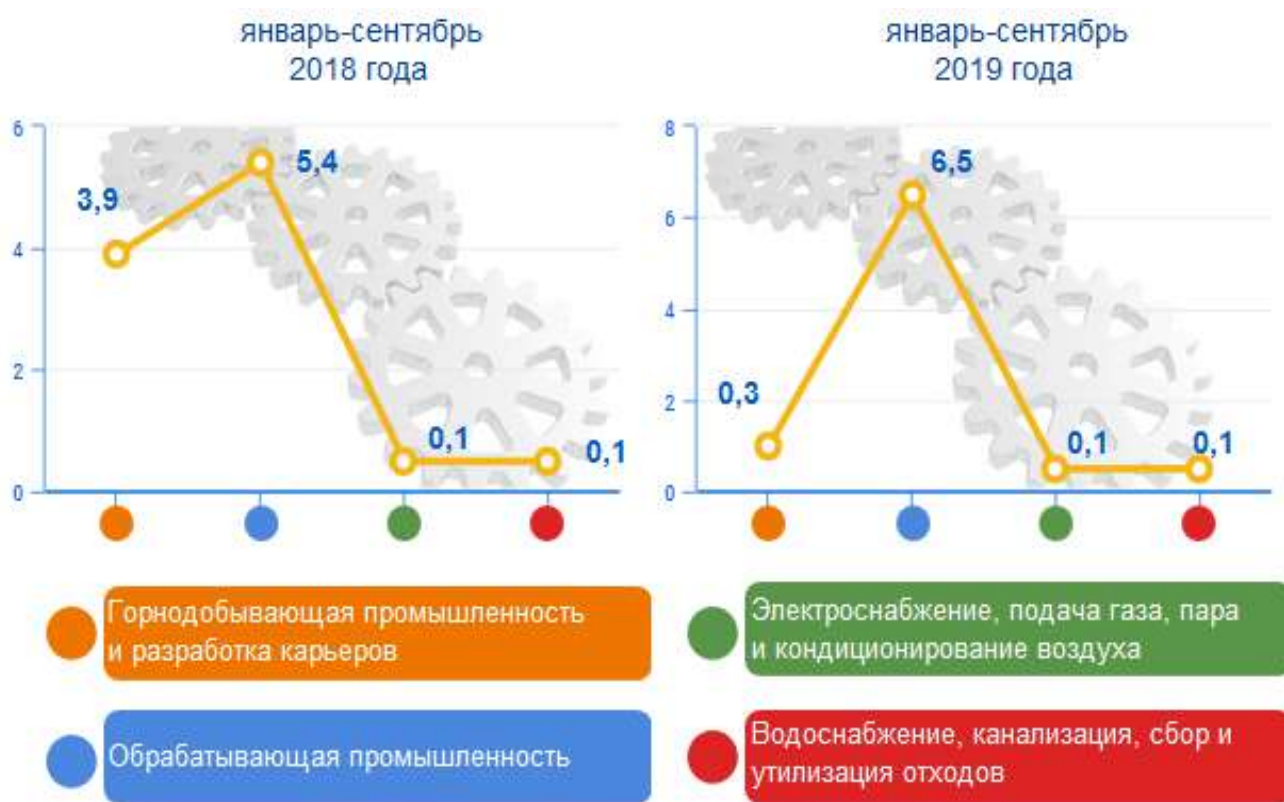 январь-сентябрь
2018 года
6
4
2
0
3,9
5,4
0,1
0,1
январь-сентябрь
2019 года
8
6
4
2
0
0,3
6,5
0,1
0,1
Горнодобывающая промышленность
и разработка карьеров
Обрабатывающая промышленность
Электроснабжение, подача газа, пара
и кондиционирование воздуха
Водоснабжение, канализация, сбор и
утилизация отходов